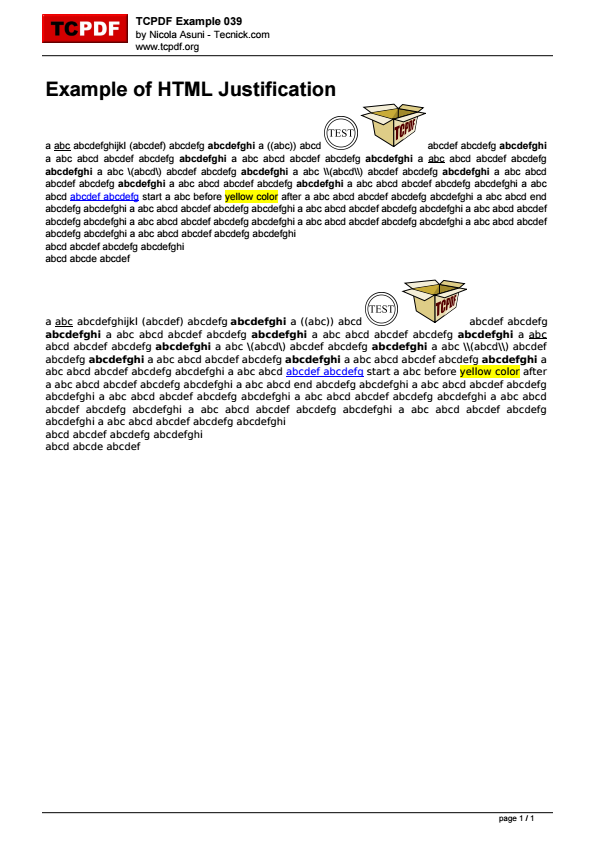 TCPDF
TCPDF Example 039
by Nicola Asuni - Tecnick.com
www.tcpdf.org
Example of HTML Justification
a abc abcdefghijkl (abcdef) abcdefg abcdefghi a ((abc)) abcd TEST TCPDF abcdef abcdefg abcdefghi
a abc abcd abcdef abcdefg abcdefghi a abc abcd abcdef abcdefg abcdefghi a abc abcd abcdef abcdefg
abcdefghi a abc \(abcd\) abcdef abcdefg abcdefghi a abc \\(abcd\\) abcdef abcdefg abcdefghi a abc abcd
abcdef abcdefg abcdefghi a abc abcd abcdef abcdefg abcdefghi a abc abcd abcdef abcdefg abcdefghi a abc
abcd abcdef abcdefg start a abc before yellow color after a abc abcd abcdef abcdefg abcdefghi a abc abcd end
abcdefg abcdefghi a abc abcd abcdef abcdefg abcdefghi a abc abcd abcdef abcdefg abcdefghi a abc abcd abcdef
abcdefg abcdefghi a abc abcd abcdef abcdefg abcdefghi a abc abcd abcdef abcdefg abcdefghi a abc abcd abcdef
abcdefg abcdefghi a abc abcd abcdef abcdefg abcdefghi
abcd abcdef abcdefg abcdefghi
abcd abcde abcdef
a abc abcdefghijkl (abcdef) abcdefg abcdefghi a ((abc)) abcd TEST TCPDF abcdef abcdefg
abcdefghi a abc abcd abcdef abcdefg abcdefghi a abc abcd abcdef abcdefg abcdefghi a abc
abcd abcdef abcdefg abcdefghi a abc \(abcd\) abcdef abcdefg abcdefghi a abc \\(abcd\\) abcdef
abcdefg abcdefghi a abc abcd abcdef abcdefg abcdefghi a abc abcd abcdef abcdefg abcdefghi a
abc abcd abcdef abcdefg abcdefghi a abc abcd abcdef abcdefg start a abc before yellow color after
a abc abcd abcdef abcdefg abcdefghi a abc abcd end abcdefg abcdefghi a abc abcd abcdef abcdefg
abcdefghi a abc abcd abcdef abcdefg abcdefghi a abc abcd abcdef abcdefg abcdefghi a abc abcd
abcdef abcdefg abcdefghi a abc abcd abcdef abcdefg abcdefghi a abc abcd abcdef abcdefg
abcdefghi a abc abcd abcdef abcdefg abcdefghi
abcd abcdef abcdefg abcdefghi
abcd abcde abcdef
page 1 / 1